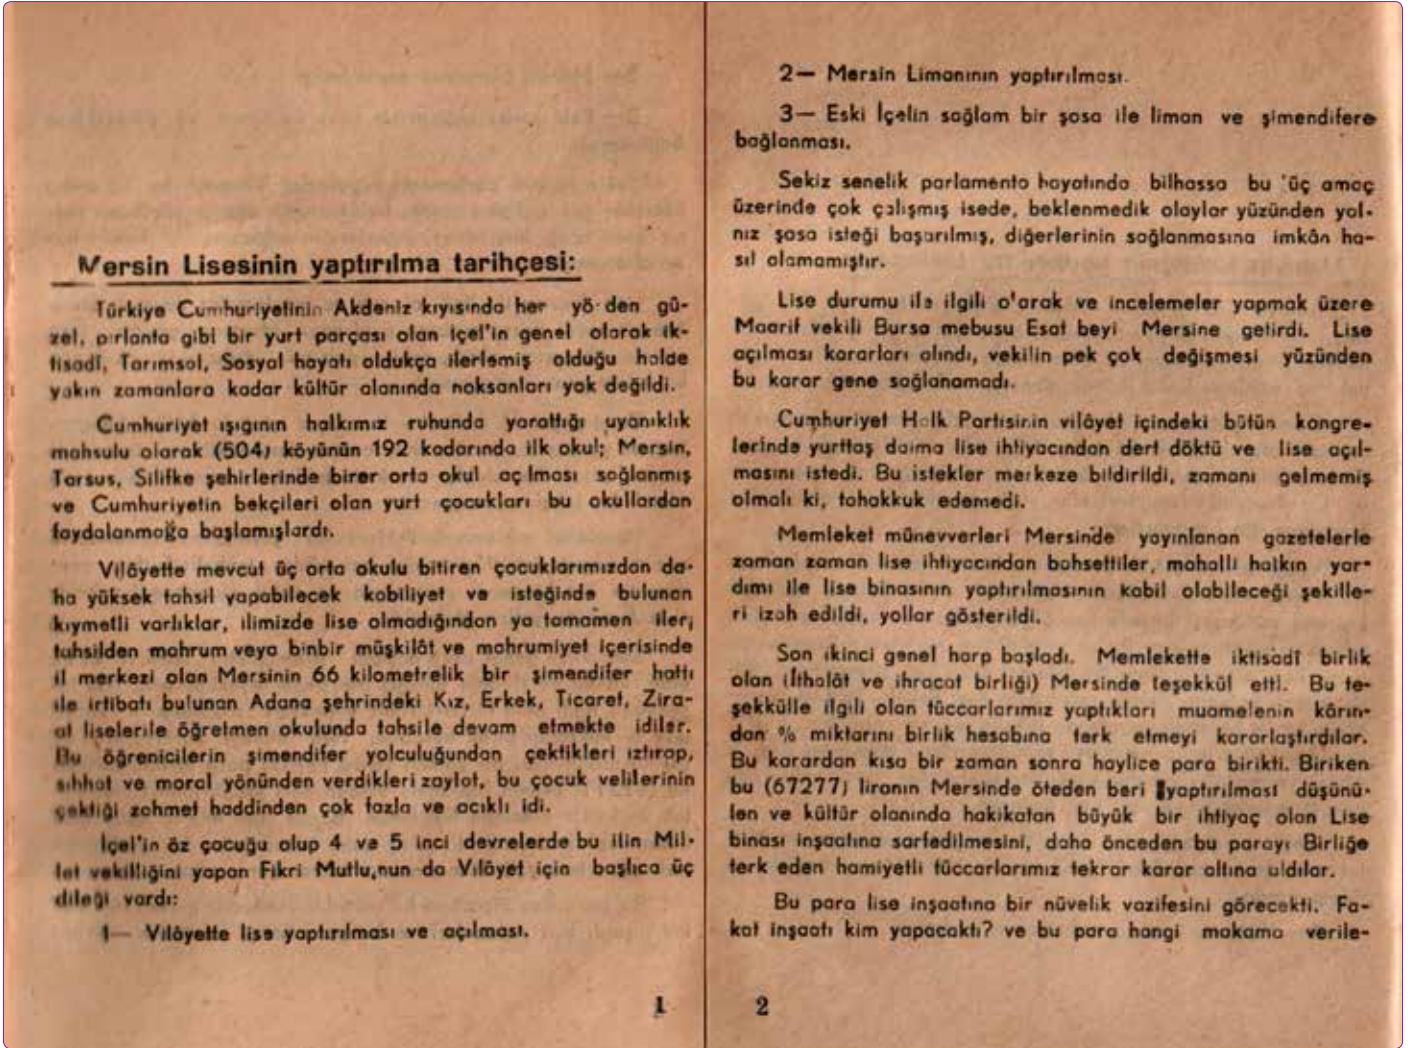 Mersin Lisesinin yaptırılma tarihçesi:
Türkiye Cumhuriyetinin Akdeniz kıyısında her yö den gü-
zel, pırlanta gibi bir yurt parçası olan İçel'in genel olarak ik-
tisadî, Tarımsal, Sosyal hayatı oldukça ilerlemiş olduğu halde
yakın zamanlara kadar kültür alanında noksanları yok değildi.
Cumhuriyet ışığının halkımız ruhunda yarattığı uyanıklık
mahsulu olarak (504) köyünün 192 kadarında ilk okul; Mersin,
Tarsus, Silifke şehirlerinde birer orta okul aç lması sağlanmış
ve Cumhuriyetin bekçileri olan yurt çocukları bu okullardan
faydalanmağa başlamışlardı.
Vilâyette mevcut üç orta okulu bitiren çocuklarımızdan da-
ha yüksek tahsil yapabilecek kabiliyet ve isteğinde bulunan
kıymetli varlıklar, ilimizde lise olmadığından ya tamamen ileri
tahsilden mahrum veya binbir müşkilât ve mahrumiyet içerisinde
il merkezi olan Mersinin 66 kilometrelik bir şimendifer hattı
ile irtibatı bulunan Adana şehrindeki Kız, Erkek, Ticaret, Zira-
at liselerile öğretmen okulunda tahsile devam etmekte idiler.
Bu öğrenicilerin şimendifer yolculuğundan çektikleri ıztırap,
sıhhat ve moral yönünden verdikleri zayiat, bu çocuk velilerinin
çektiği zahmet haddinden çok fazla ve acıklı idi.
İçel'in öz çocuğu olup 4 ve 5 inci devrelerde bu ilin Mil-
let vekilliğini yapan Fikri Mutlu,nun da Vilâyet için başlıca üç
dileği vardı:
1— Vilâyette lise yaptırılması ve açılması.
1
2— Mersin Limanının yaptırılması.
3— Eski İçelin sağlam bir şasa ile liman ve şimendifere
bağlanması.
Sekiz senelik parlamento hayatında bilhassa bu üç amaç
üzerinde çok çalışmış isede, beklenmedik olaylar yüzünden yal-
nız şasa isteği başarılmış, diğerlerinin sağlanmasına imkân ha-
sıl olamamıştır.
Lise durumu ile ilgili olarak ve incelemeler yapmak üzere
Maarif vekili Bursa mebusu Esat beyi Mersine getirdi. Lise
açılması kararları alındı, vekilin pek çok değişmesi yüzünden
bu karar gene sağlanamadı.
Cumhuriyet Halk Partisinin vilâyet içindeki bütün kongre-
lerinde yurttaş daima lise ihtiyacından dert döktü ve lise açıl-
masını istedi. Bu istekler merkeze bildirildi, zamanı gelmemiş
olmalı ki, tahakkuk edemedi.
Memleket münevverleri Mersinde yayınlanan gazetelerle
zaman zaman lise ihtiyacından bahsettiler, mahalli halkın yar-
dımı ile lise binasının yaptırılmasının kabil olabileceği şekille-
ri izah edildi, yollar gösterildi.
Son ikinci genel harp başladı. Memlekette iktisadî birlik
olan (İthalât ve ihracat birliği) Mersinde teşekkül etti. Bu te-
şekkülle ilgili olan tüccarlarımız yaptıkları muamelenin kârın-
dan % miktarını birlik hesabına terk etmeyi kararlaştırdılar.
Bu karardan kısa bir zaman sonra haylice para birikti. Biriken
bu (67277) liranın Mersinde öteden beri yaptırılması düşünü-
len ve kültür alanında hakikatan büyük bir ihtiyaç olan Lise
binası inşaatına sarfedilmesini, daha önceden bu parayı Birliğe
terk eden hamiyetli tüccarlarımız tekrar karar altına aldılar.
Bu para lise inşaatına bir nüvelik vazifesini görecekti. Fa-
kat inşaatı kim yapacaktı? ve bu para hangi makama verile-
2